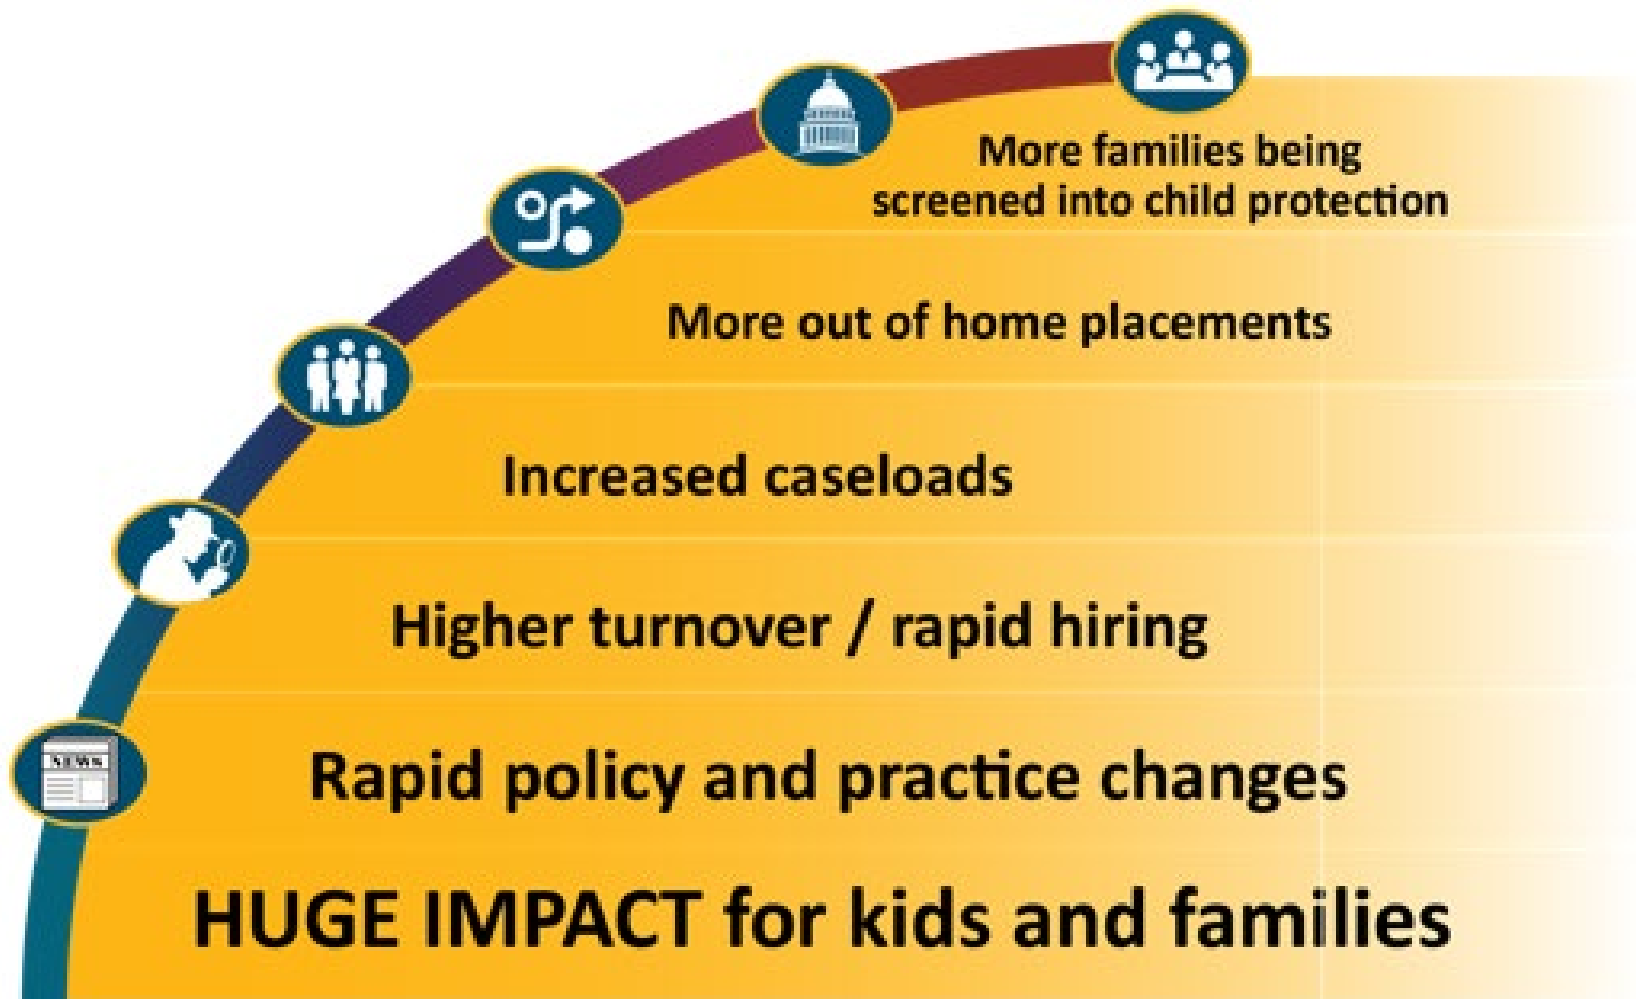 More families being
screened into child protection
More out of home placements
Increased caseloads
Higher turnover / rapid hiring
NEWS
Rapid policy and practice changes
HUGE IMPACT for kids and families